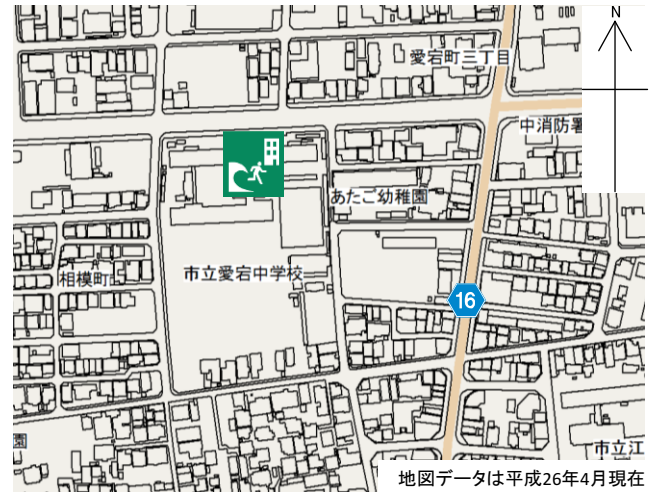 N
愛宕町三丁目
中消防署
あたご幼稚園
市立愛宕中学校
相模町
16
園
市立江
地図データは平成26年4月現在